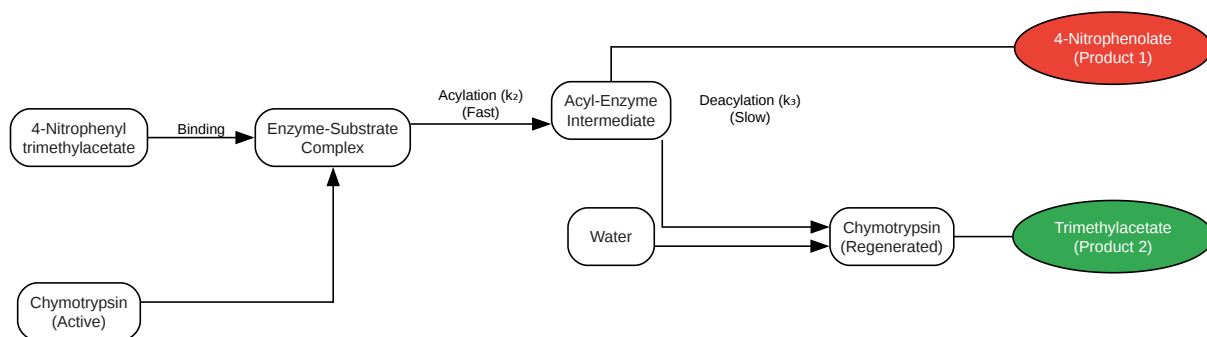 4-Nitrophenolate
(Product 1)
Acylation (k₂)
(Fast)
Acyl-Enzyme
Intermediate
Deacylation (k₃)
(Slow)
4-Nitrophenyl
trimethylacetate
Binding
Enzyme-Substrate
Complex
Water
Chymotrypsin
(Regenerated)
Trimethylacetate
(Product 2)
Chymotrypsin
(Active)